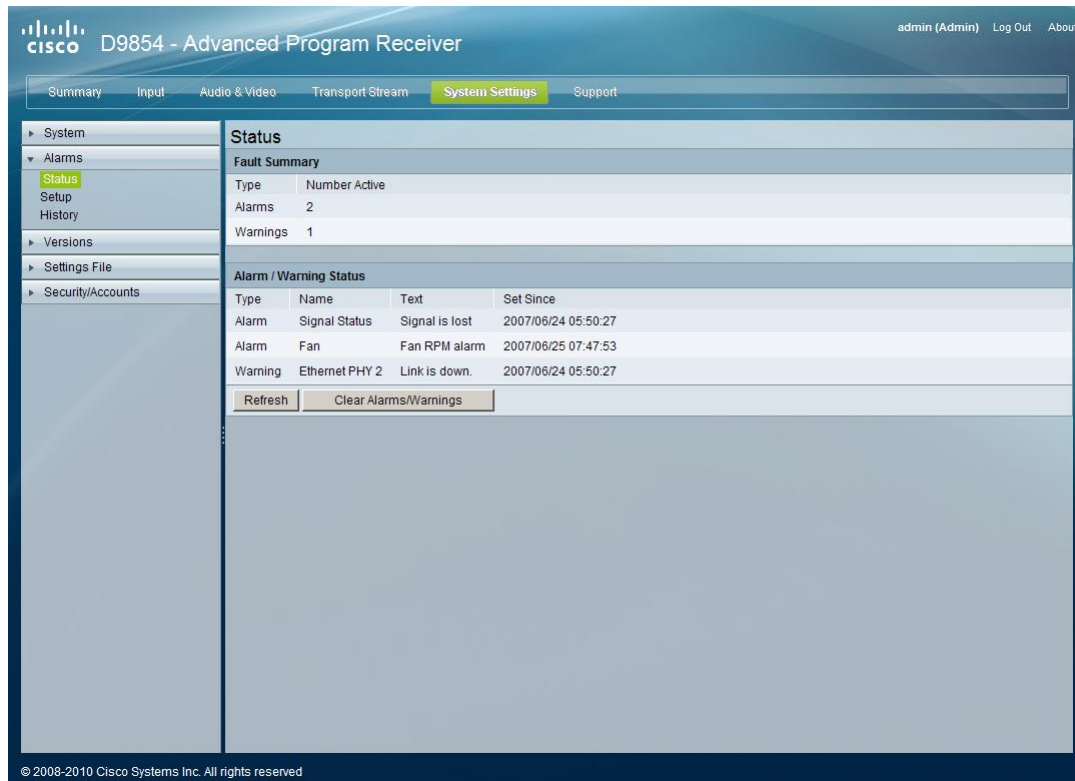 CISCO D9854 - Advanced Program Receiver
admin (Admin) Log Out About
Summary Input Audio & Video Transport Stream System Settings Support
System
Alarms
Status
Setup
History
Versions
Settings File
Security/Accounts
Status
Fault Summary
Type Number Active
Alarms 2
Warnings 1
Alarm / Warning Status
Type Name Text Set Since
Alarm Signal Status Signal is lost 2007/06/24 05:50:27
Alarm Fan Fan RPM alarm 2007/06/25 07:47:53
Warning Ethernet PHY 2 Link is down. 2007/06/24 05:50:27
Refresh Clear Alarms/Warnings
© 2008-2010 Cisco Systems Inc. All rights reserved